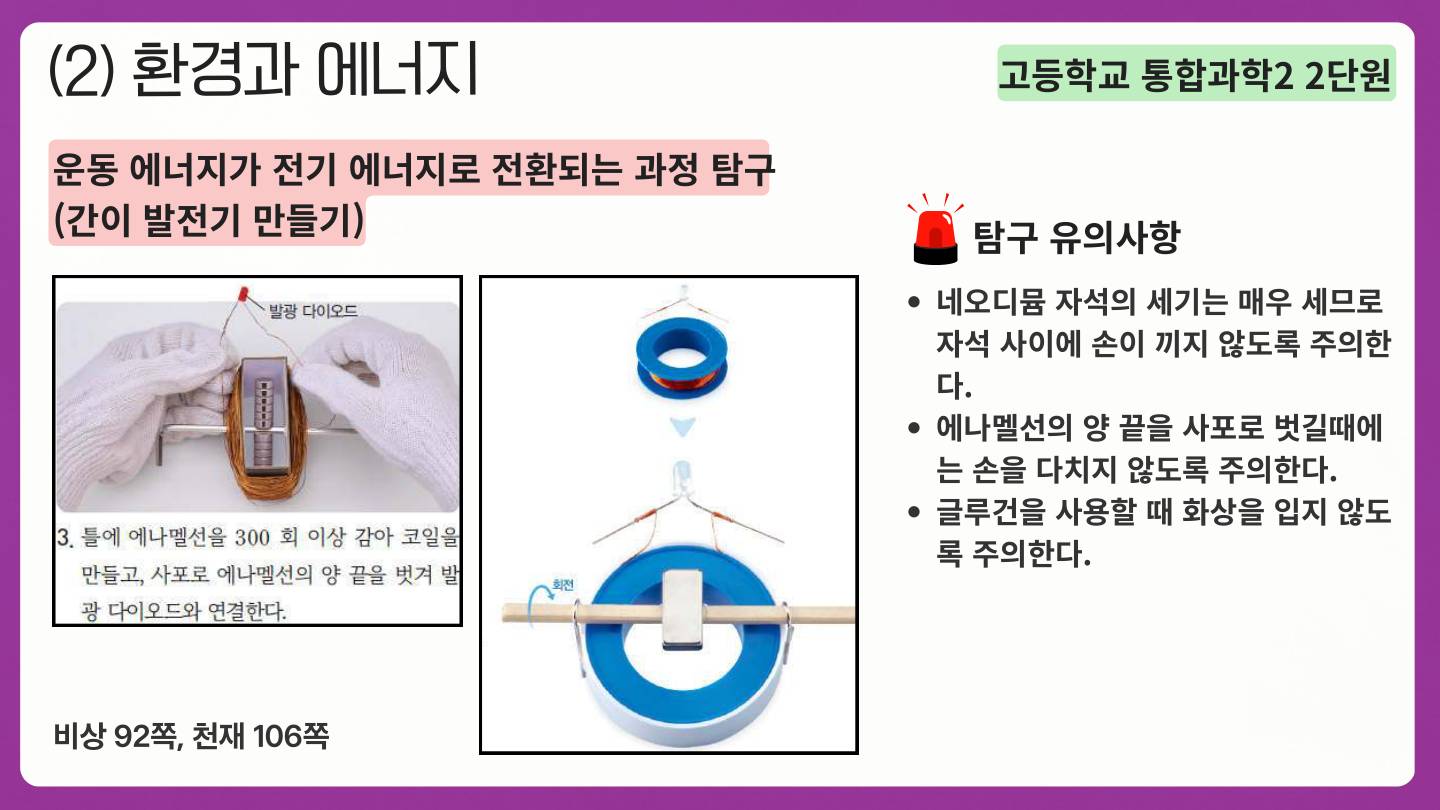 (2) 환경과 에너지
고등학교 통합과학2 2단원
운동 에너지가 전기 에너지로 전환되는 과정 탐구
(간이 발전기 만들기)
발광 다이오드
3. 틀에 에나멜선을 300 회 이상 감아 코일을
만들고, 사포로 에나멜선의 양 끝을 벗겨 발
광 다이오드와 연결한다.
회전
비상 92쪽, 천재 106쪽
탐구 유의사항
• 네오디뮴 자석의 세기는 매우 세므로
자석 사이에 손이 끼지 않도록 주의한
다.
• 에나멜선의 양 끝을 사포로 벗길때에
는 손을 다치지 않도록 주의한다.
• 글루건을 사용할 때 화상을 입지 않도
록 주의한다.